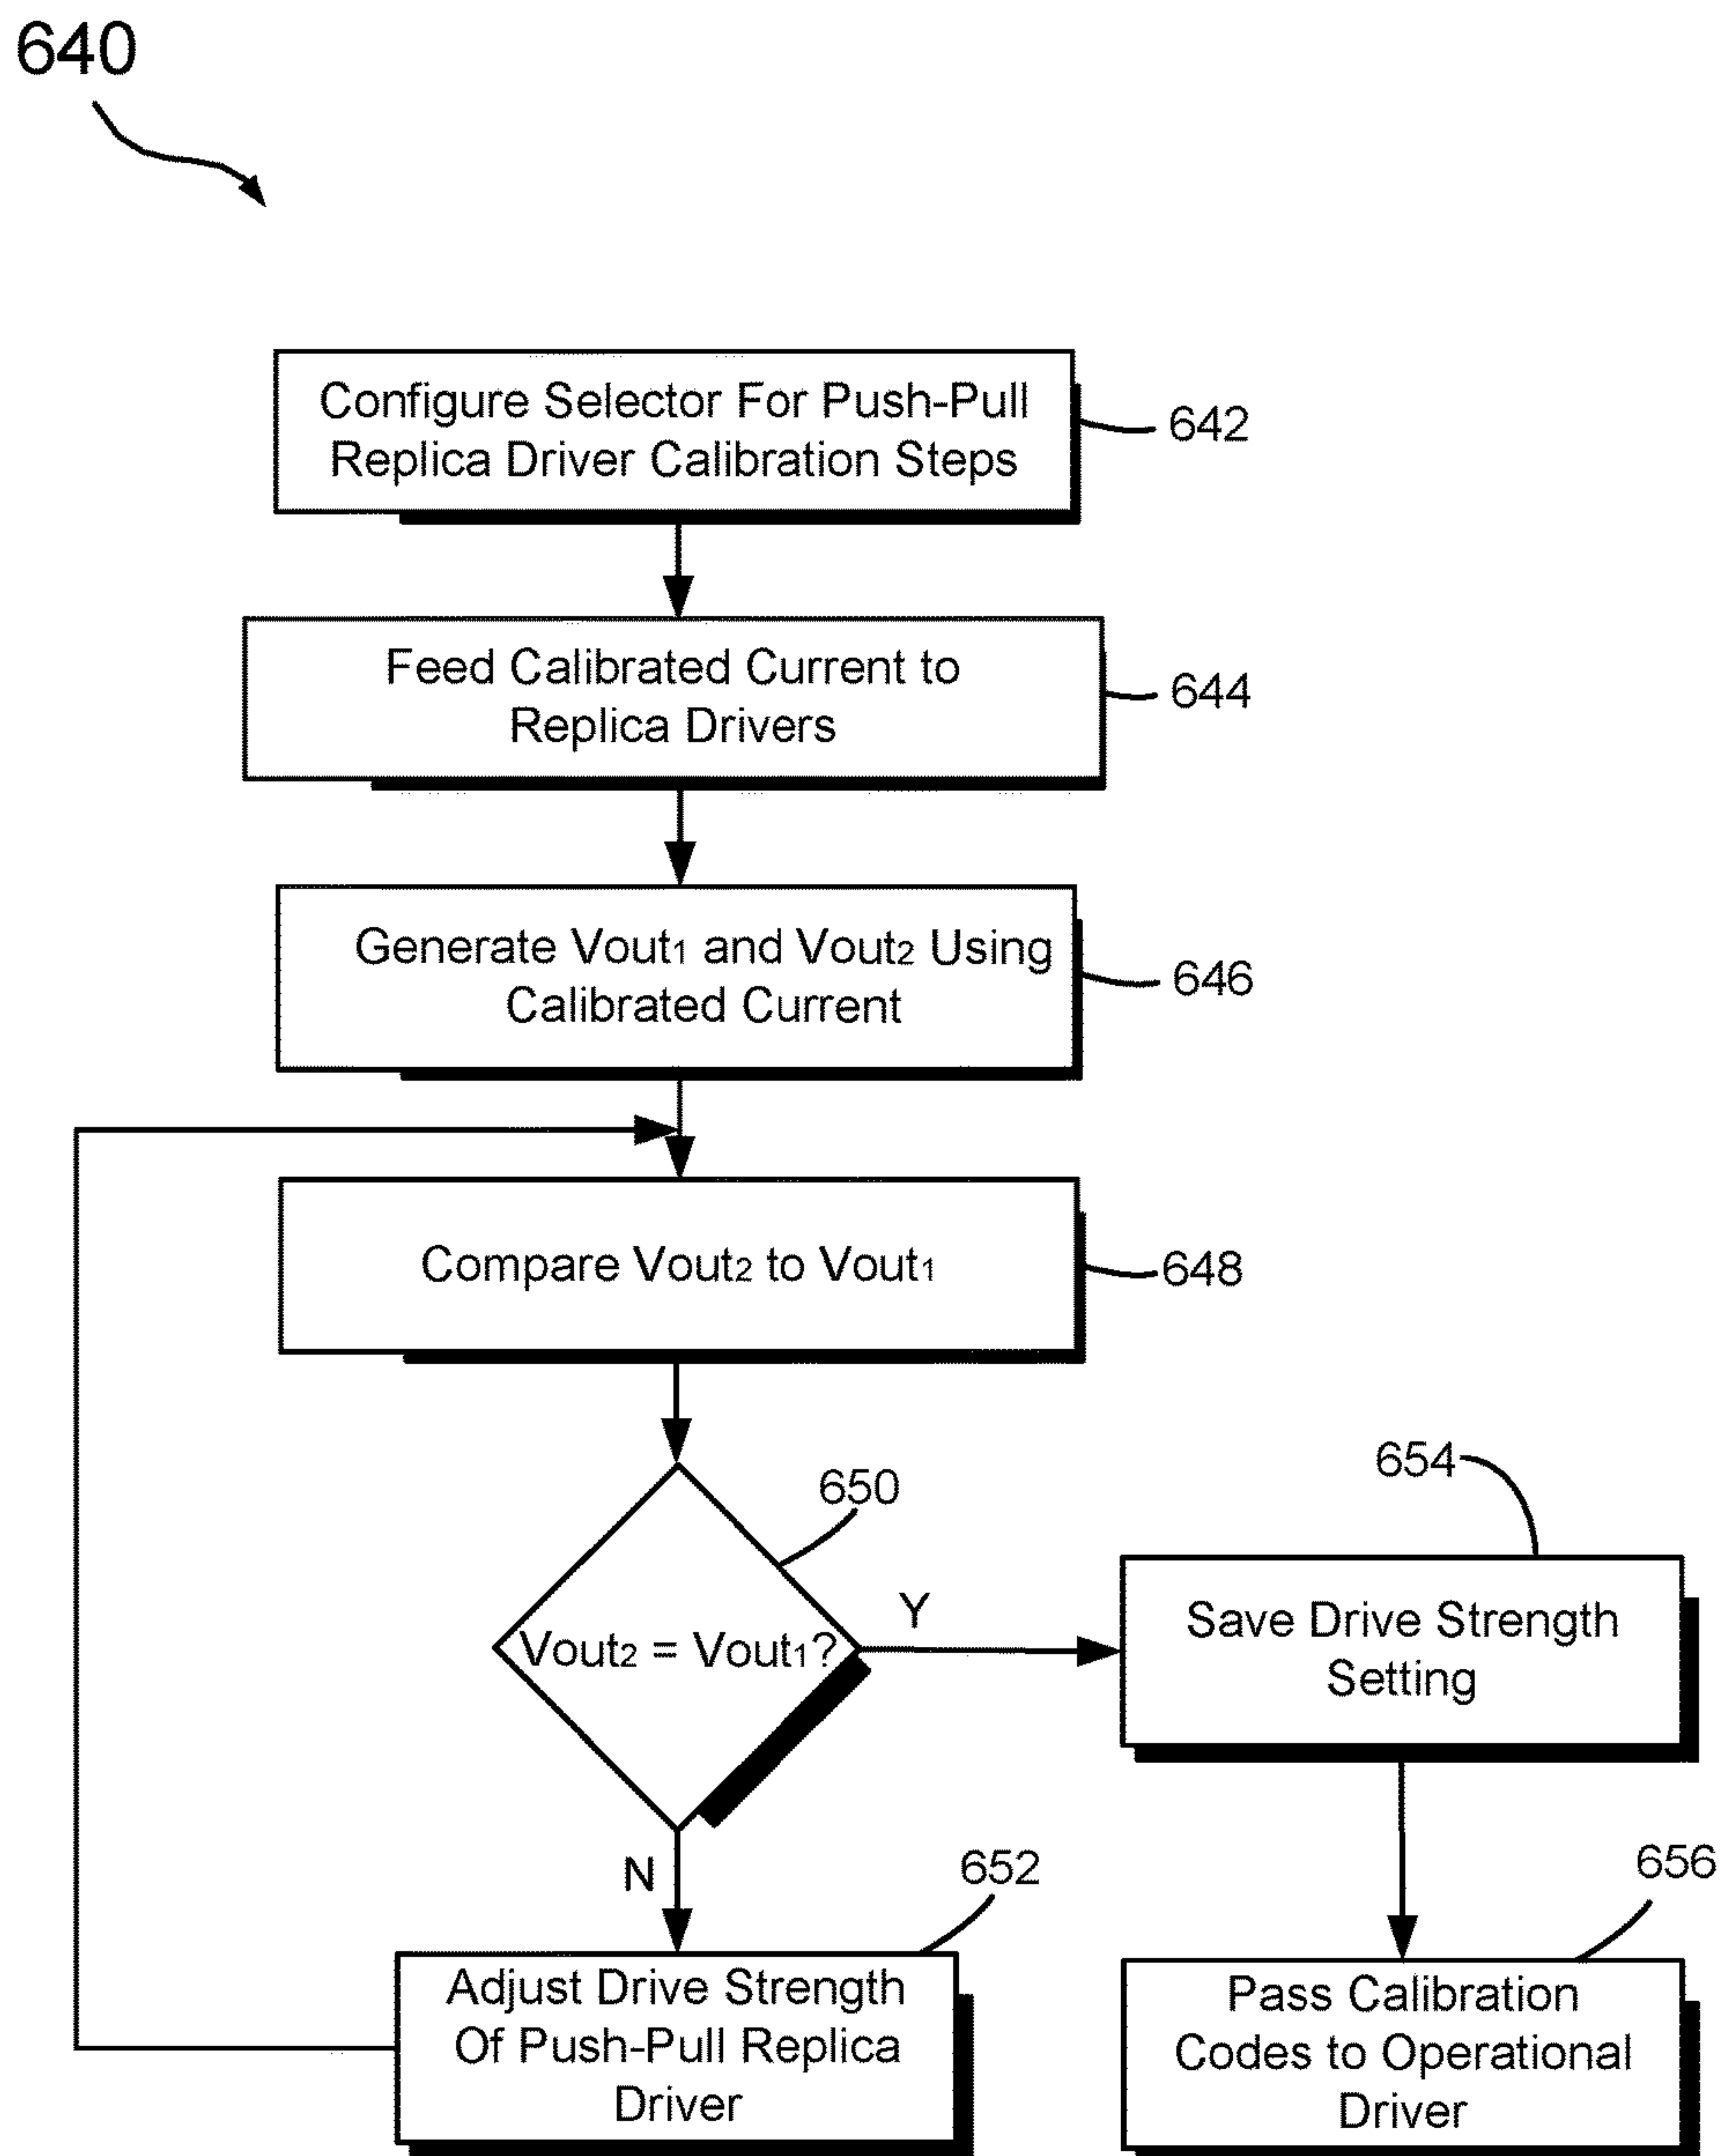 640
Configure Selector For Push-Pull
Replica Driver Calibration Steps
642
Feed Calibrated Current to
Replica Drivers
644
Generate Vout₁ and Vout₂ Using
Calibrated Current
646
Compare Vout₂ to Vout₁
648
650
Vout₂ = Vout₁?
Y
N
654
Save Drive Strength
Setting
652
Adjust Drive Strength
Of Push-Pull Replica
Driver
656
Pass Calibration
Codes to Operational
Driver